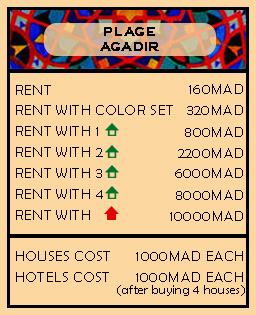 PLAGE
AGADIR
RENT 160MAD
RENT WITH COLOR SET 320MAD
RENT WITH 1 800MAD
RENT WITH 2 2200MAD
RENT WITH 3 6000MAD
RENT WITH 4 8000MAD
RENT WITH 10000MAD
HOUSES COST 1000MAD EACH
HOTELS COST 1000MAD EACH
(after buying 4 houses)